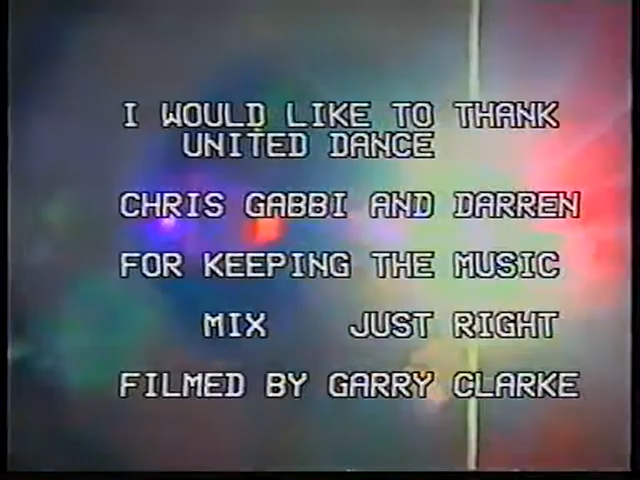 I WOULD LIKE TO THANK
UNITED DANCE
CHRIS GABBI AND DARREN
FOR KEEPING THE MUSIC
MIX JUST RIGHT
FILMED BY GARRY CLARKE